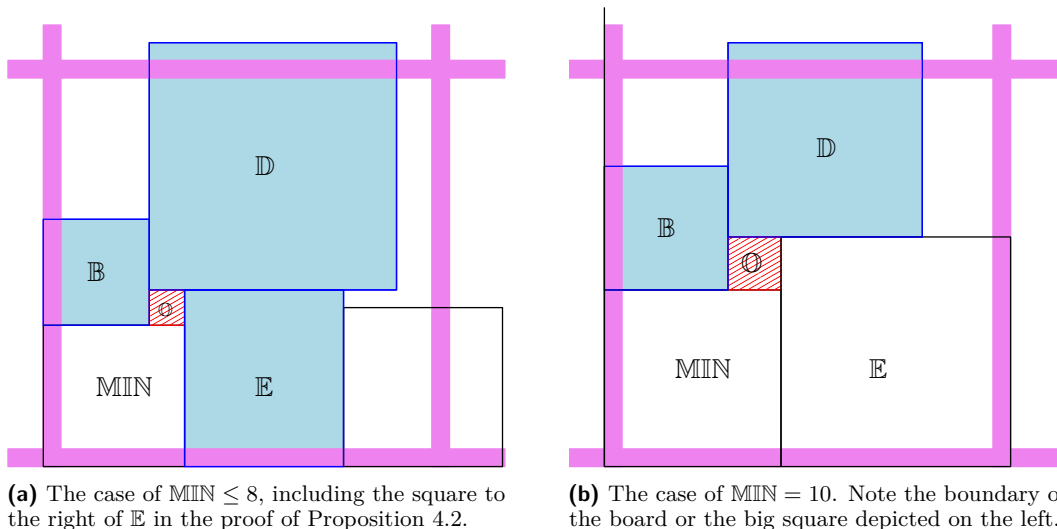 𝔻
𝔹
𝕆
𝕄𝕀ℕ
𝔼
(a) The case of 𝕄𝕀ℕ ≤ 8, including the square to
the right of 𝔼 in the proof of Proposition 4.2.
𝔻
𝔹
𝕆
𝕄𝕀ℕ
𝔼
(b) The case of 𝕄𝕀ℕ = 10. Note the boundary o
the board or the big square depicted on the left.